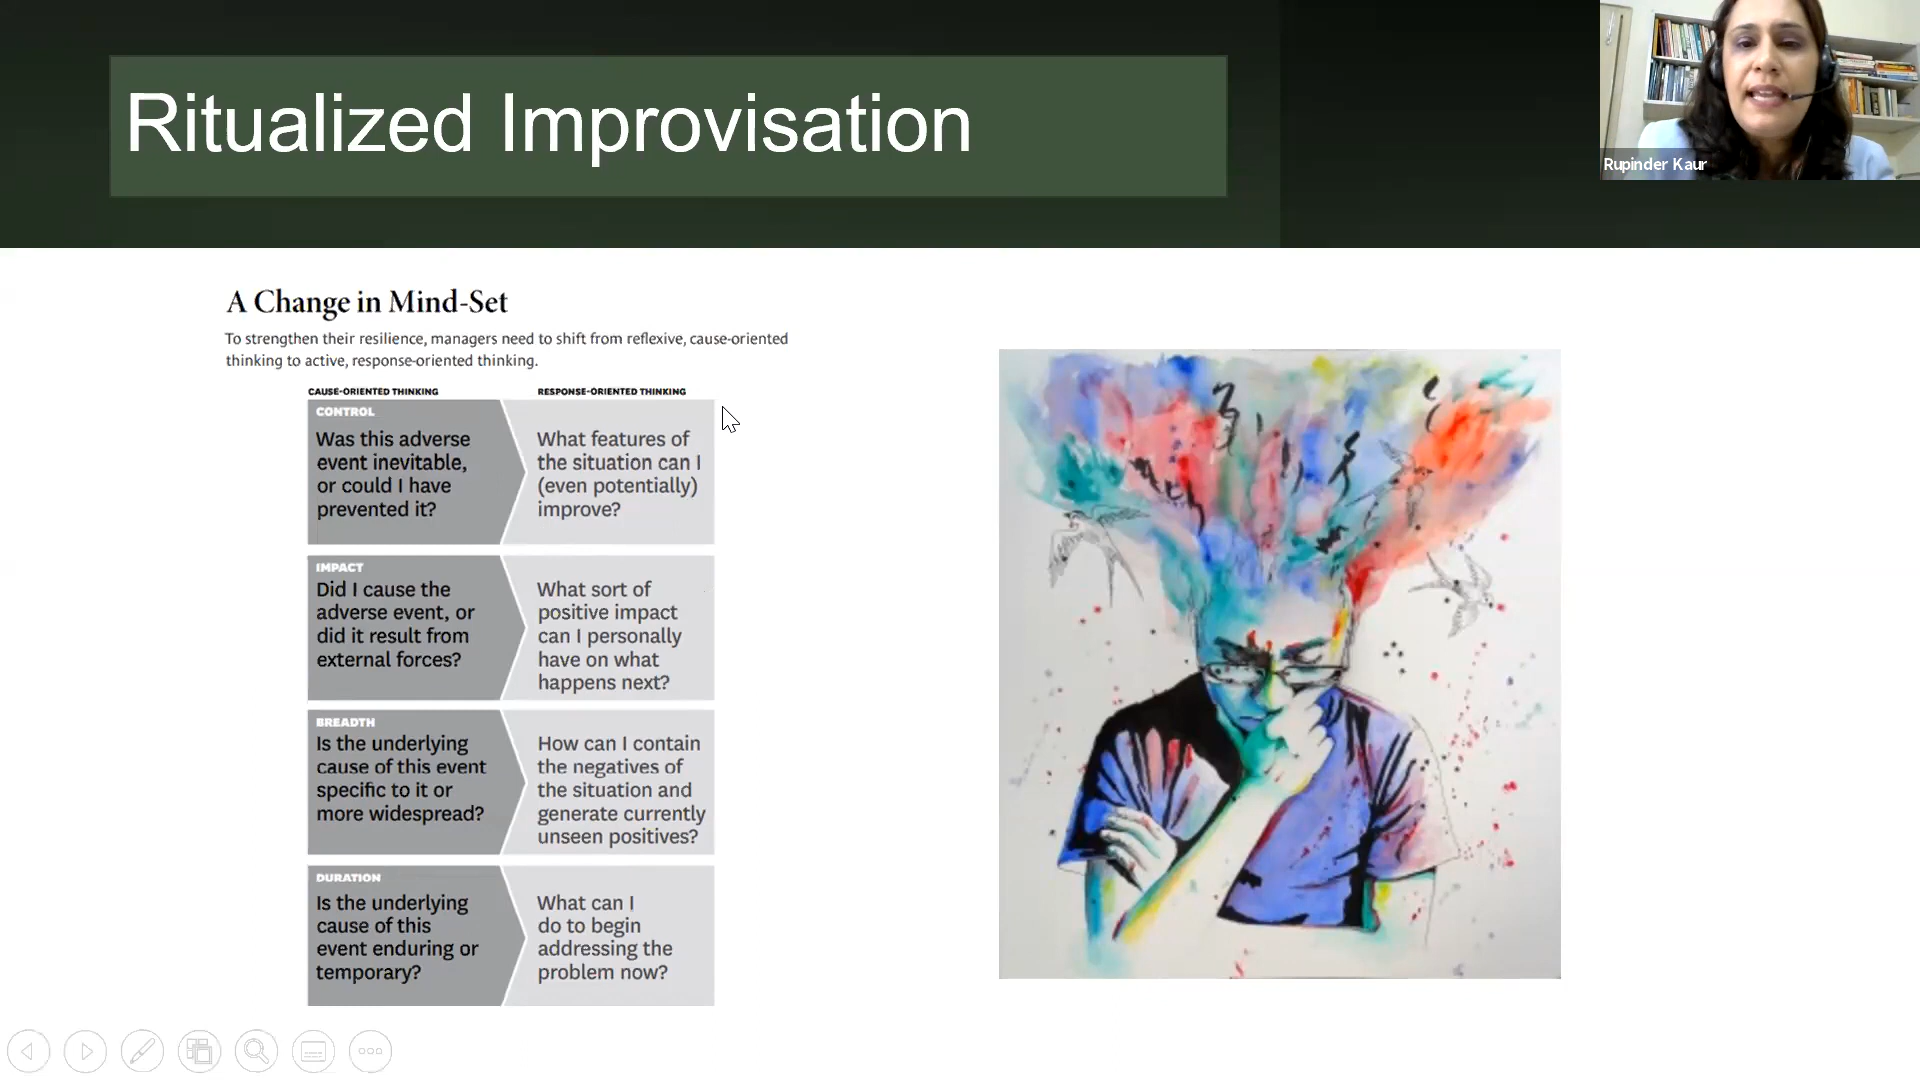 Ritualized Improvisation
Rupinder Kaur
A Change in Mind-Set
To strengthen their resilience, managers need to shift from reflexive, cause-oriented
thinking to active, response-oriented thinking.
CAUSE-ORIENTED THINKING
RESPONSE-ORIENTED THINKING
CONTROL
Was this adverse
event inevitable,
or could I have
prevented it?
What features of
the situation can I
(even potentially)
improve?
IMPACT
Did I cause the
adverse event, or
did it result from
external forces?
What sort of
positive impact
can I personally
have on what
happens next?
BREADTH
Is the underlying
cause of this event
specific to it or
more widespread?
How can I contain
the negatives of
the situation and
generate currently
unseen positives?
DURATION
Is the underlying
cause of this
event enduring or
temporary?
What can I
do to begin
addressing the
problem now?